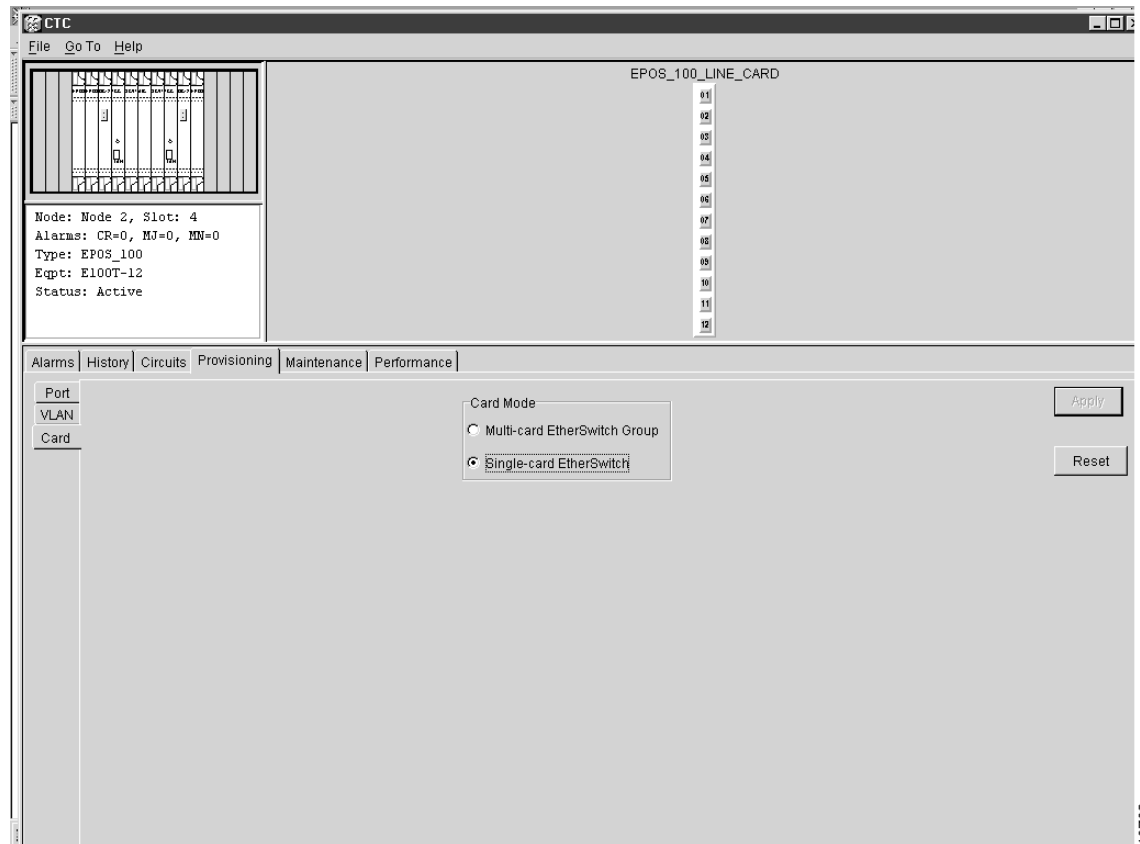 CTC
File Go To Help
EPOS_100_LINE_CARD
01
02
03
04
05
06
07
08
09
10
11
12
Node: Node 2, Slot: 4
Alarms: CR=0, MJ=0, MN=0
Type: EPOS_100
Eqpt: E100T-12
Status: Active
Alarms History Circuits Provisioning Maintenance Performance
Port
VLAN
Card
Card Mode
Multi-card EtherSwitch Group
Single-card EtherSwitch
Apply
Reset